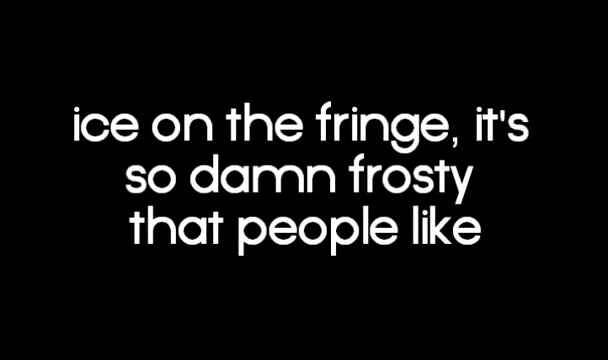 ice on the fringe, it's
so damn frosty
that people like